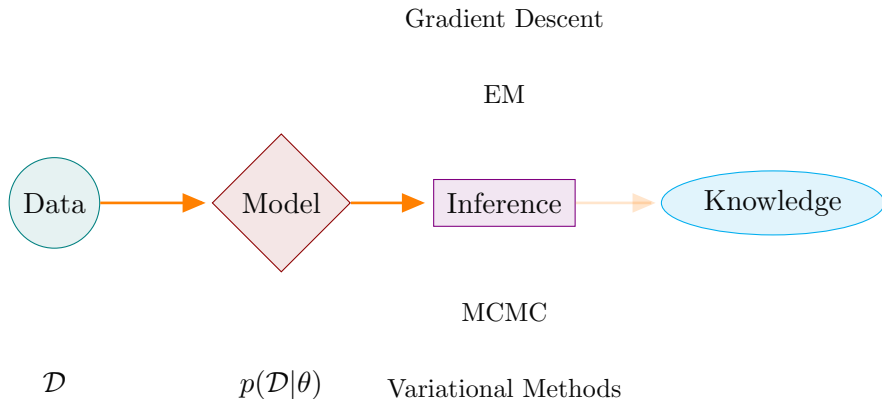 Gradient Descent
EM
Data
Model
Inference
Knowledge
MCMC
𝒟
p(𝒟|θ)
Variational Methods